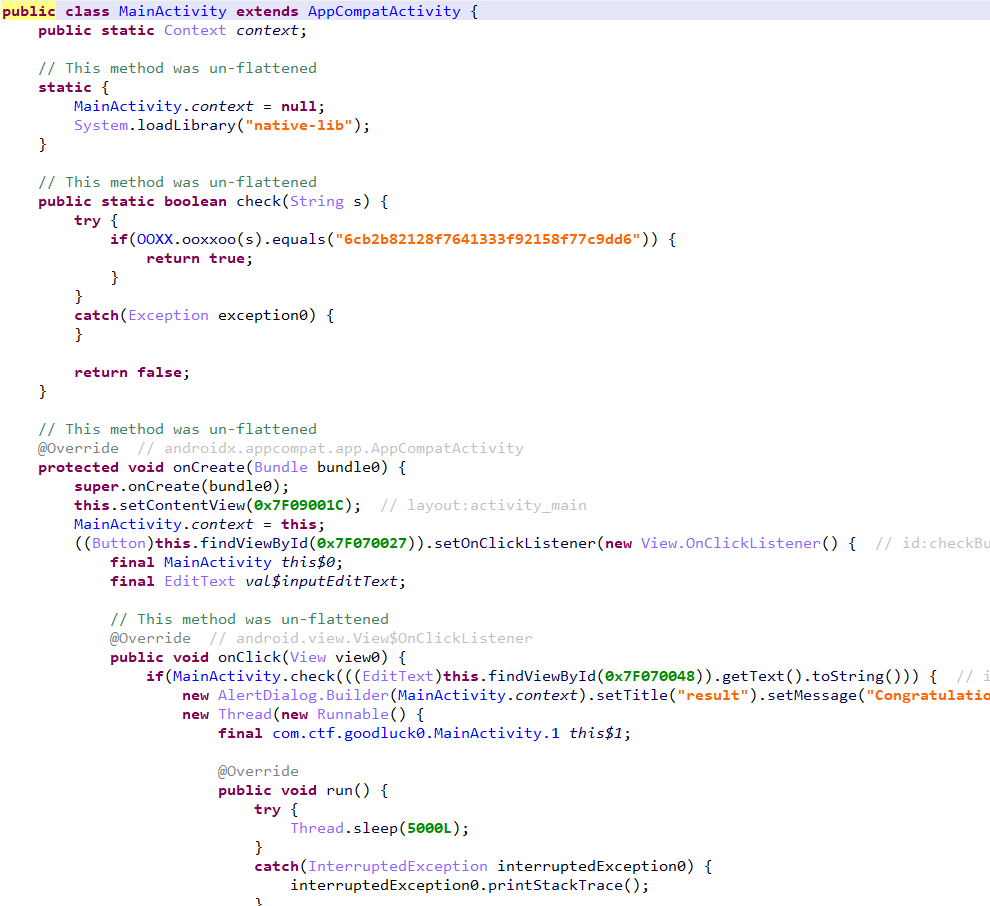 public class MainActivity extends AppCompatActivity {
public static Context context;
// This method was un-flattened
static {
MainActivity.context = null;
System.loadLibrary("native-lib");
}
// This method was un-flattened
public static boolean check(String s) {
try {
if(OOXX.ooxxoo(s).equals("6cb2b82128f7641333f92158f77c9dd6")) {
return true;
}
}
catch(Exception exception0) {
}
return false;
}
// This method was un-flattened
@Override  // androidx.appcompat.app.AppCompatActivity
protected void onCreate(Bundle bundle0) {
super.onCreate(bundle0);
this.setContentView(0x7F09001C);  // layout:activity_main
MainActivity.context = this;
((Button)this.findViewById(0x7F070027)).setOnClickListener(new View.OnClickListener() {  // id:checkBu
final MainActivity this$0;
final EditText val$inputEditText;
// This method was un-flattened
@Override  // android.view.View$OnClickListener
public void onClick(View view0) {
if(MainActivity.check(((EditText)this.findViewById(0x7F070048)).getText().toString())) {  // i
new AlertDialog.Builder(MainActivity.context).setTitle("result").setMessage("Congratulatio
new Thread(new Runnable() {
final com.ctf.goodluck0.MainActivity.1 this$1;
@Override
public void run() {
try {
Thread.sleep(5000L);
}
catch(InterruptedException interruptedException0) {
interruptedException0.printStackTrace();
}